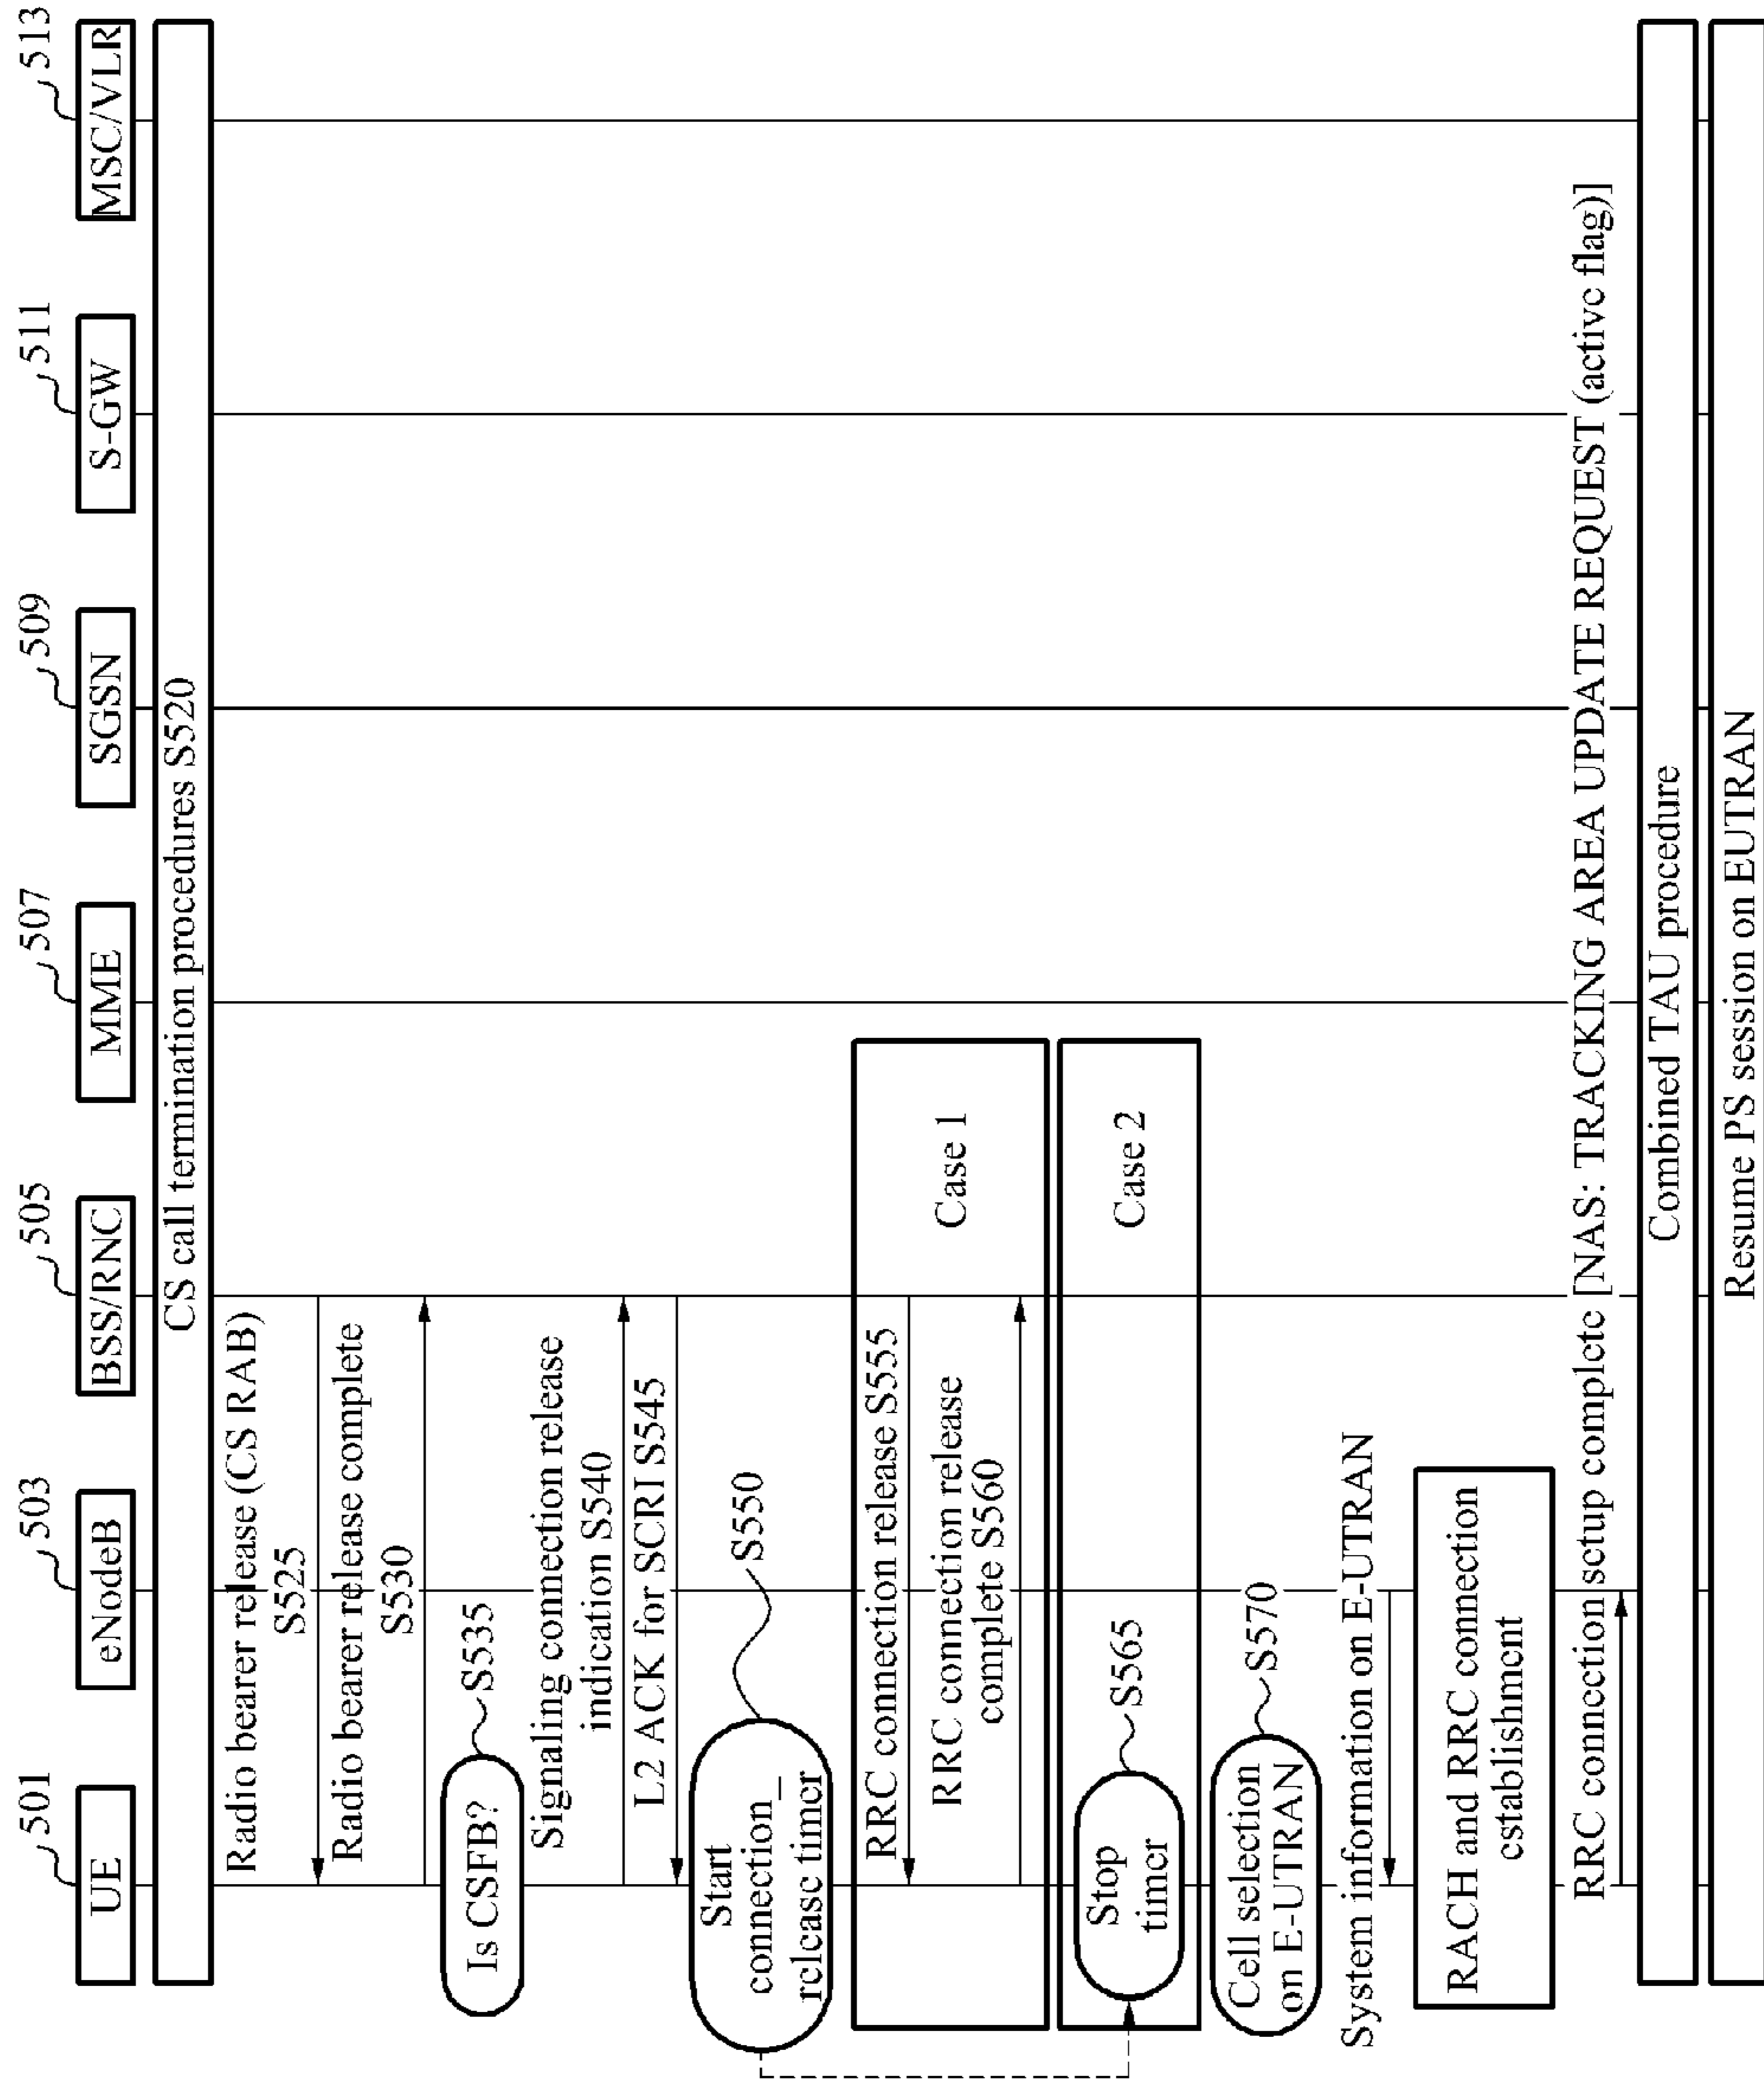 501
503
505
507
509
511
513
UE
eNodeB
BSS/RNC
MME
SGSN
S-GW
MSC/VLR
CS call termination procedures S520
Radio bearer release (CS RAB)
S525
Radio bearer release complete
S530
Is CSFB?
S535
Signaling connection release
indication S540
L2 ACK for SCRI S545
Start
connection_
release timer
S550
RRC connection release S555
RRC connection release
complete S560
Case 1
Stop
timer
S565
Case 2
Cell selection
on E-UTRAN
S570
System information on E-UTRAN
RACH and RRC connection
establishment
RRC connection setup complete [NAS: TRACKING AREA UPDATE REQUEST (active flag)]
Combined TAU procedure
Resume PS session on EUTRAN